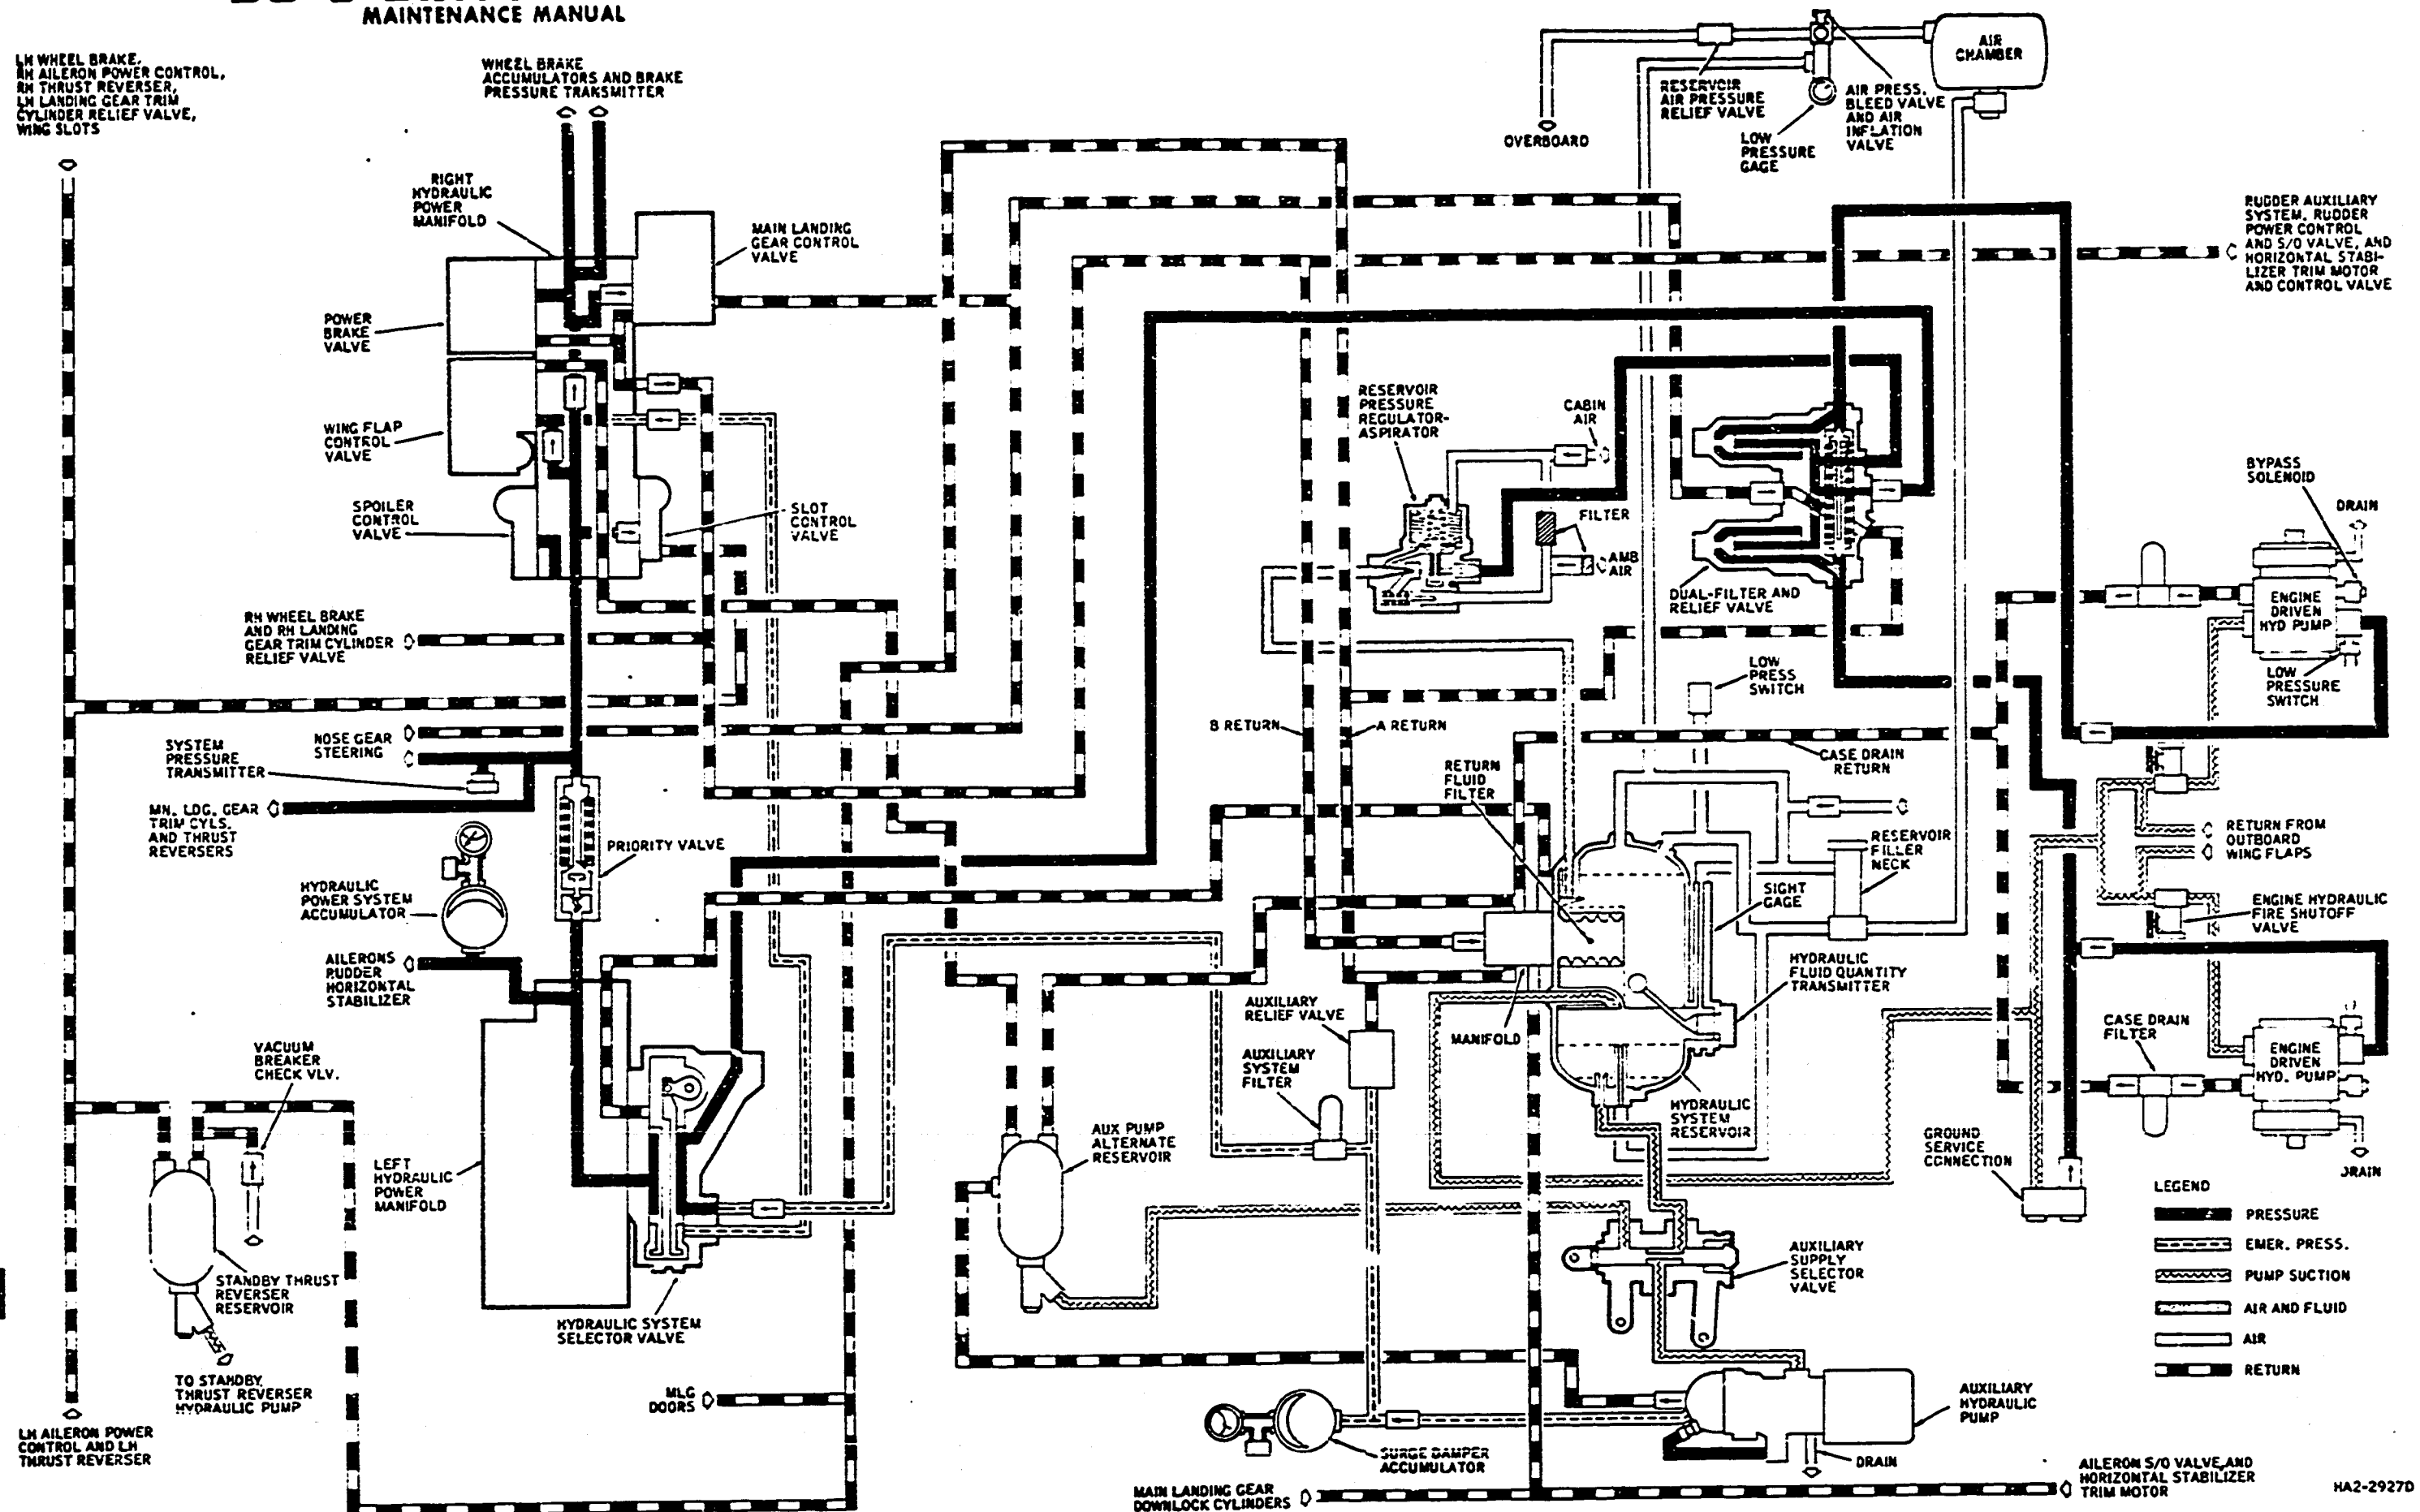 MAINTENANCE MANUAL
LH WHEEL BRAKE,
RH AILERON POWER CONTROL,
RH THRUST REVERSER,
LH LANDING GEAR TRIM
CYLINDER RELIEF VALVE,
WING SLOTS
WHEEL BRAKE
ACCUMULATORS AND BRAKE
PRESSURE TRANSMITTER
RIGHT
HYDRAULIC
POWER
MANIFOLD
MAIN LANDING
GEAR CONTROL
VALVE
POWER
BRAKE
VALVE
WING FLAP
CONTROL
VALVE
SPOILER
CONTROL
VALVE
SLOT
CONTROL
VALVE
RH WHEEL BRAKE
AND RH LANDING
GEAR TRIM CYLINDER
RELIEF VALVE
NOSE GEAR
STEERING
SYSTEM
PRESSURE
TRANSMITTER
MN. LDG. GEAR
TRIM CYLS.
AND THRUST
REVERSERS
PRIORITY VALVE
HYDRAULIC
POWER SYSTEM
ACCUMULATOR
AILERONS
RUDDER
HORIZONTAL
STABILIZER
VACUUM
BREAKER
CHECK VLV.
LEFT
HYDRAULIC
POWER
MANIFOLD
STANDBY THRUST
REVERSER
RESERVOIR
HYDRAULIC SYSTEM
SELECTOR VALVE
TO STANDBY
THRUST REVERSER
HYDRAULIC PUMP
LH AILERON POWER
CONTROL AND LH
THRUST REVERSER
MLG
DOORS
OVERBOARD
RESERVOIR
AIR PRESSURE
RELIEF VALVE
LOW
PRESSURE
GAGE
AIR PRESS.
BLEED VALVE
AND AIR
INFLATION
VALVE
AIR
CHAMBER
RUDDER AUXILIARY
SYSTEM, RUDDER
POWER CONTROL
AND S/O VALVE, AND
HORIZONTAL STABI-
LIZER TRIM MOTOR
AND CONTROL VALVE
RESERVOIR
PRESSURE
REGULATOR-
ASPIRATOR
CABIN
AIR
FILTER
AMB
AIR
DUAL-FILTER AND
RELIEF VALVE
BYPASS
SOLENOID
DRAIN
ENGINE
DRIVEN
HYD PUMP
LOW
PRESSURE
SWITCH
LOW
PRESS
SWITCH
B RETURN
A RETURN
CASE DRAIN
RETURN
RETURN
FLUID
FILTER
RESERVOIR
FILLER
NECK
SIGHT
GAGE
RETURN FROM
OUTBOARD
WING FLAPS
ENGINE HYDRAULIC
FIRE SHUTOFF
VALVE
HYDRAULIC
FLUID QUANTITY
TRANSMITTER
AUXILIARY
RELIEF VALVE
MANIFOLD
AUXILIARY
SYSTEM
FILTER
CASE DRAIN
FILTER
ENGINE
DRIVEN
HYD. PUMP
DRAIN
HYDRAULIC
SYSTEM
RESERVOIR
AUX PUMP
ALTERNATE
RESERVOIR
GROUND
SERVICE
CONNECTION
AUXILIARY
SUPPLY
SELECTOR
VALVE
LEGEND
PRESSURE
EMER. PRESS.
PUMP SUCTION
AIR AND FLUID
AIR
RETURN
AUXILIARY
HYDRAULIC
PUMP
SURGE DAMPER
ACCUMULATOR
DRAIN
MAIN LANDING GEAR
DOWNLOCK CYLINDERS
AILERON S/O VALVE,AND
HORIZONTAL STABILIZER
TRIM MOTOR
HA2-2927D